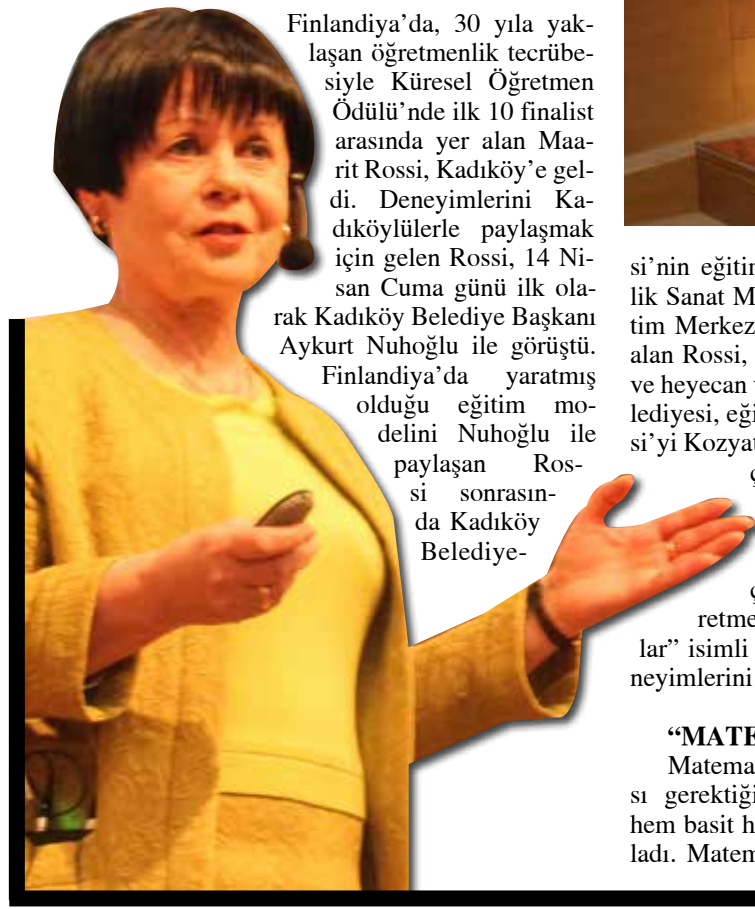 Finlandiya’da, 30 yıla yak-
laşan öğretmenlik tecrübe-
siyle Küresel Öğretmen
Ödülü’nde ilk 10 finalist
arasında yer alan Maa-
rit Rossi, Kadıköy’e gel-
di. Deneyimlerini Ka-
dıköylülerle paylaşmak
için gelen Rossi, 14 Ni-
san Cuma günü ilk ola-
rak Kadıköy Belediye Başkanı
Aykurt Nuhoğlu ile görüştü.
Finlandiya’da yaratmış
olduğu eğitim mo-
delini Nuhoğlu ile
paylaşan Ros-
si sonrasın-
da Kadıköy
Belediye-
si’nin eğitim
lik Sanat M
tim Merkez
alan Rossi,
ve heyecan
lediyesi, eği
si’yi Kozyat
ç
ç
retme
lar” isimli
neyimlerini
“MATE
Matema
sı gerektiği
hem basit h
ladı. Matem